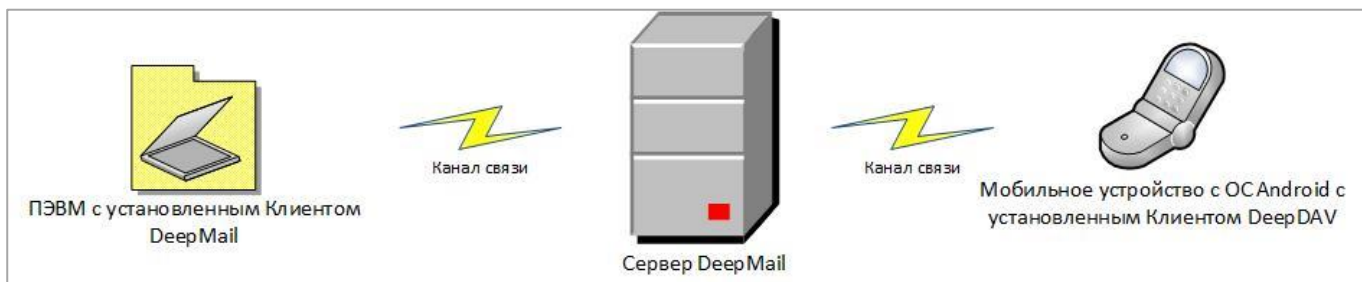 Канал связи
Канал связи
ПЭВМ с установленным Клиентом
DeepMail
Сервер DeepMail
Мобильное устройство с ОС Android с
установленным Клиентом DeepDAV